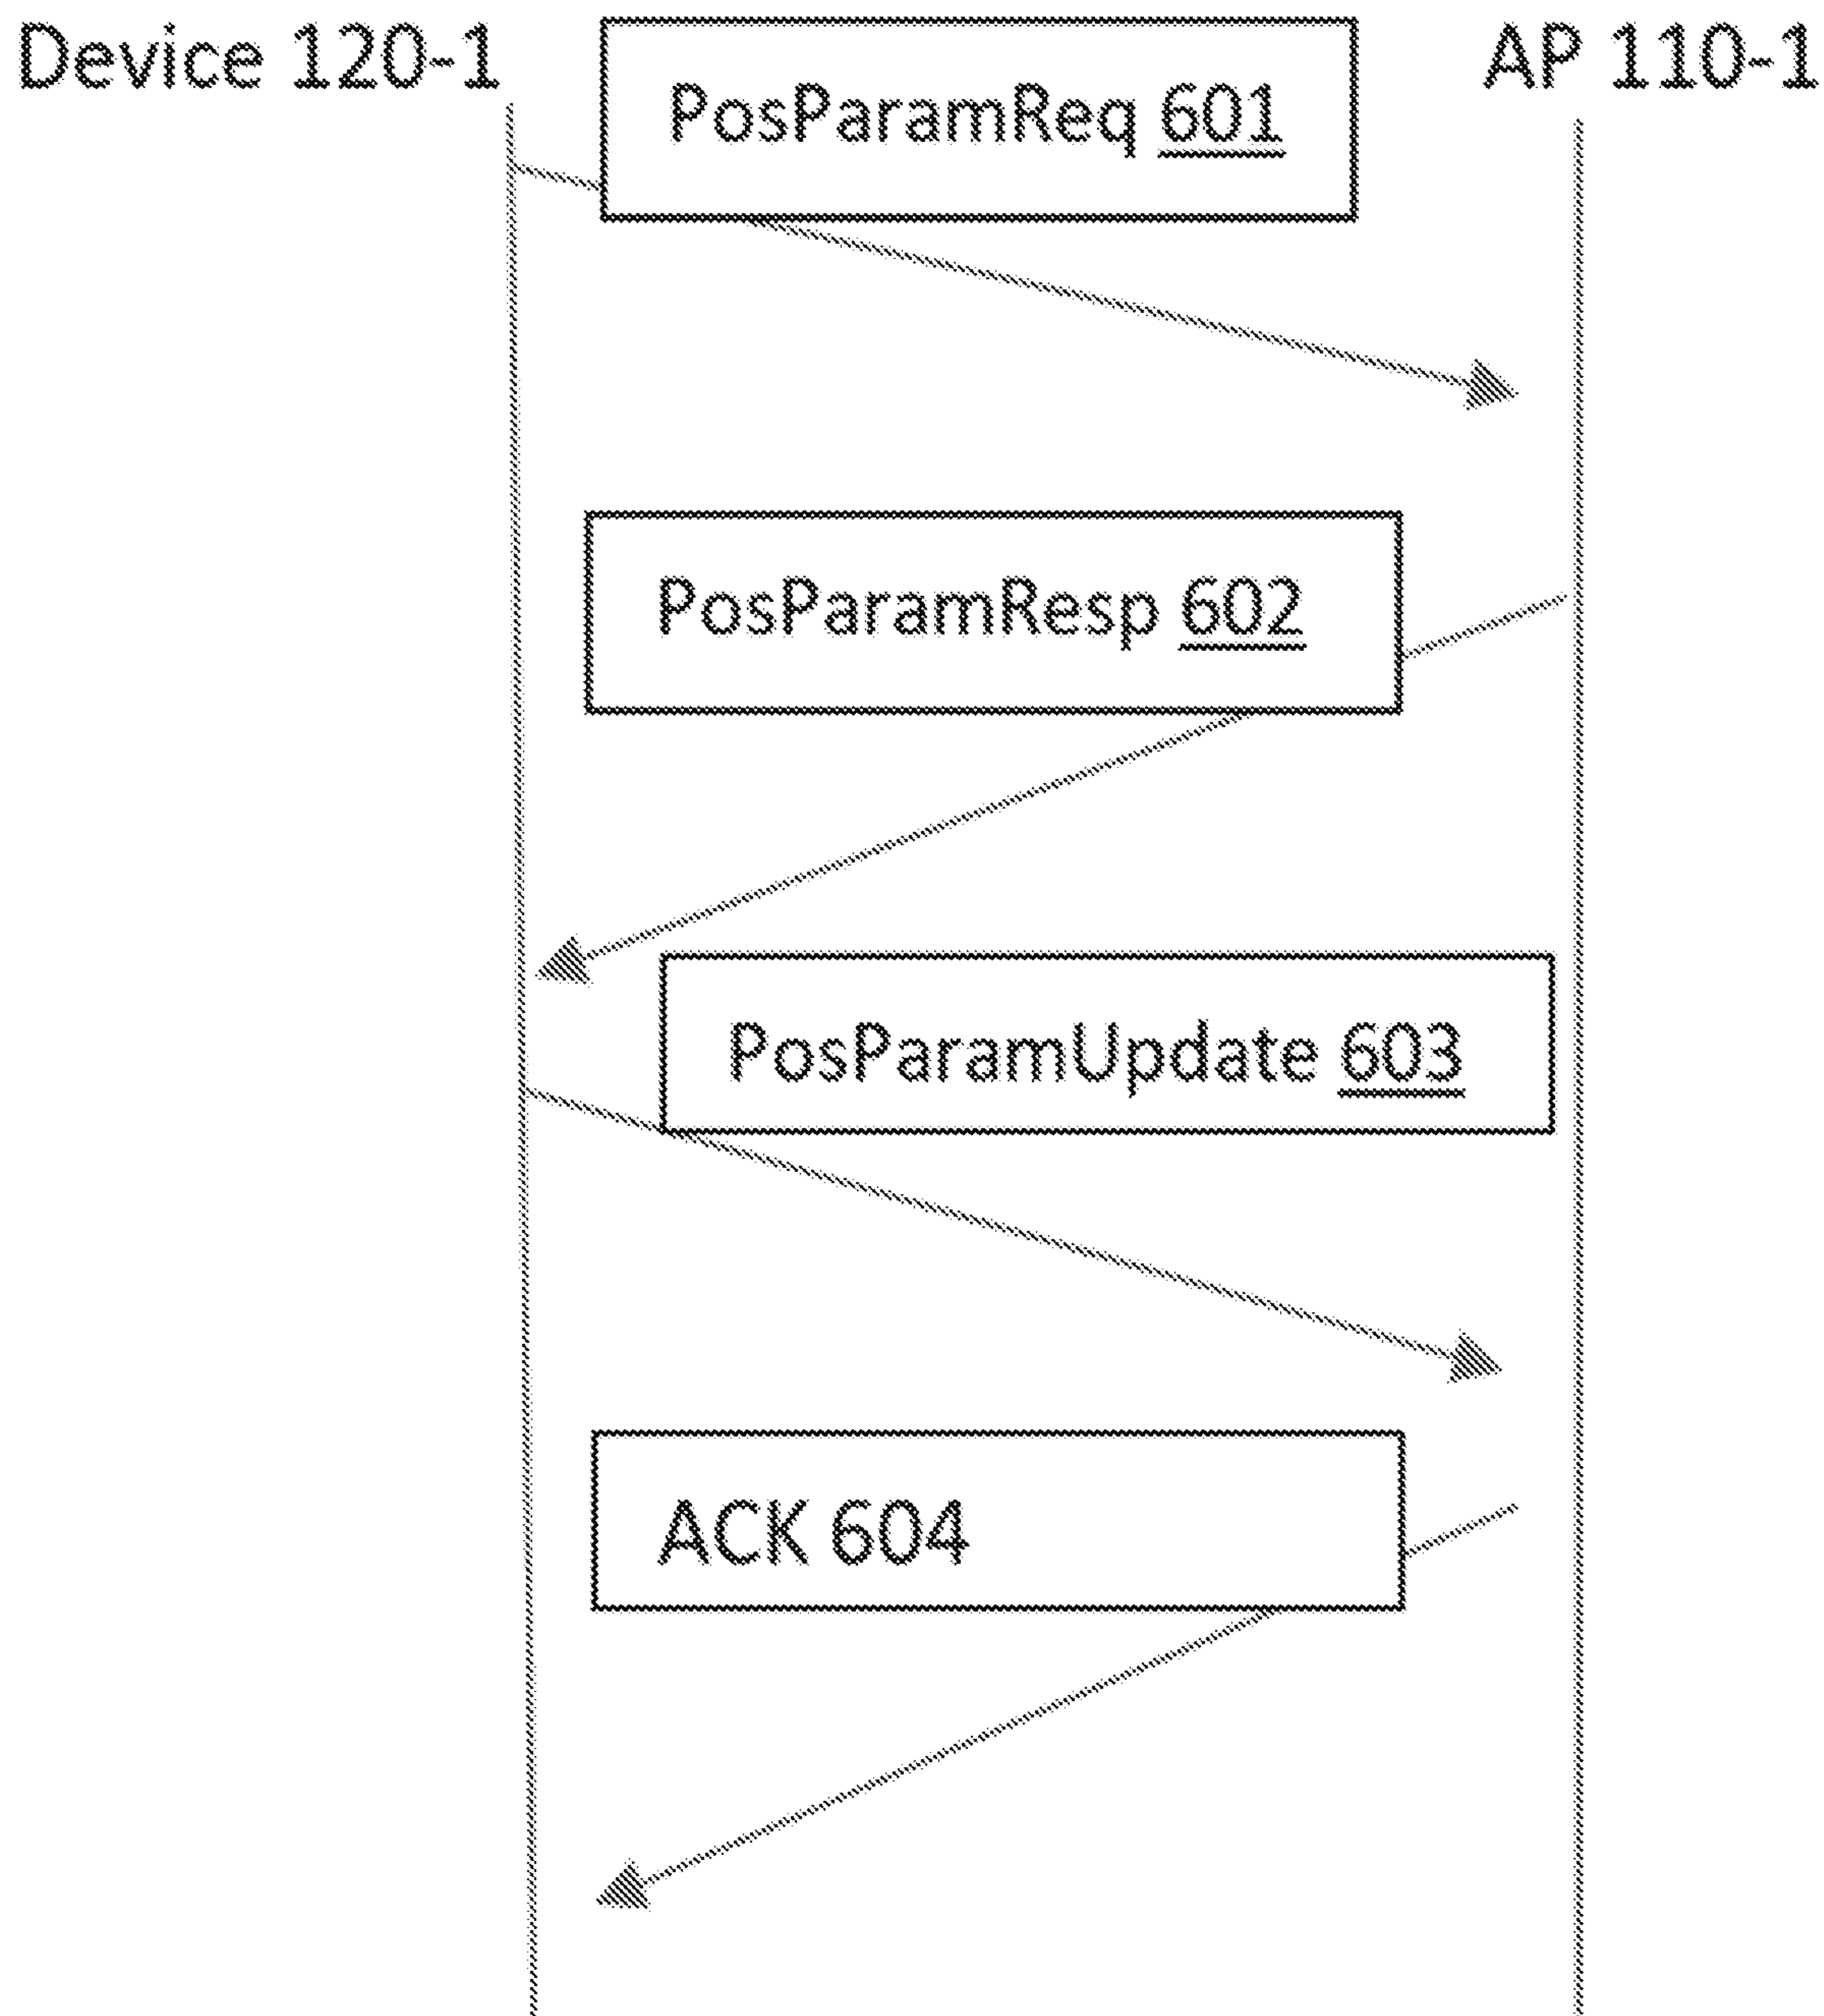 Device 120-1
PosParamReq 601
AP 110-1
PosParamResp 602
PosParamUpdate 603
ACK 604